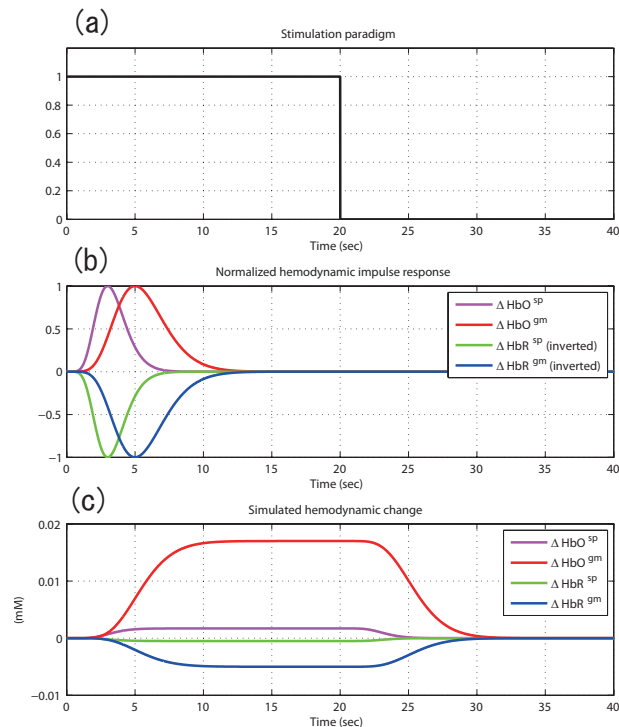 (a)
Stimulation paradigm
1
0.8
0.6
0.4
0.2
0
0 5 10 15 20 25 30 35 40
Time (sec)
(b)
Normalized hemodynamic impulse response
1
0.5
0
−0.5
−1
Δ HbO sp
Δ HbO gm
Δ HbR sp (inverted)
Δ HbR gm (inverted)
0 5 10 15 20 25 30 35 40
Time (sec)
(c)
Simulated hemodynamic change
0.02
0.01
0
−0.01
(mM)
Δ HbO sp
Δ HbO gm
Δ HbR sp
Δ HbR gm
0 5 10 15 20 25 30 35 40
Time (sec)